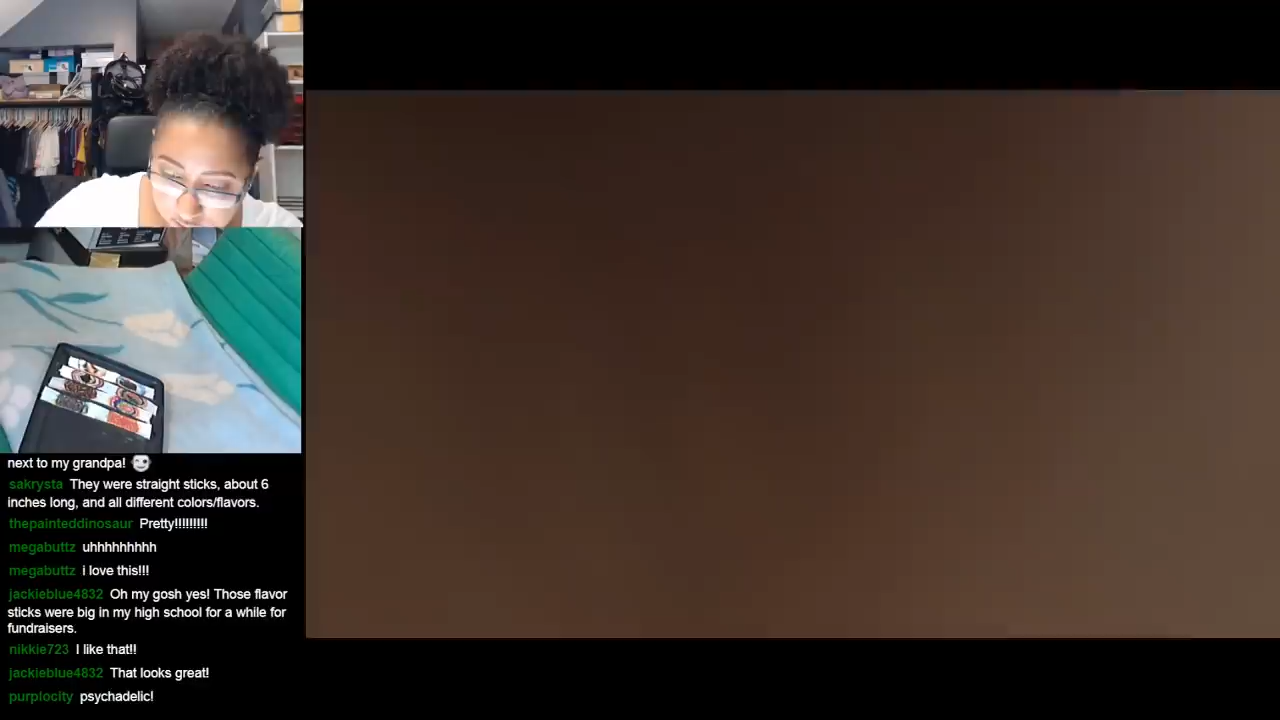 next to my grandpa!
sakrysta They were straight sticks, about 6
inches long, and all different colors/flavors.
thepainteddinosaur Pretty!!!!!!!!!
megabuttz uhhhhhhhhh
megabuttz i love this!!!
jackieblue4832 Oh my gosh yes! Those flavor
sticks were big in my high school for a while for
fundraisers.
nikkie723 I like that!!
jackieblue4832 That looks great!
purplocity psychadelic!